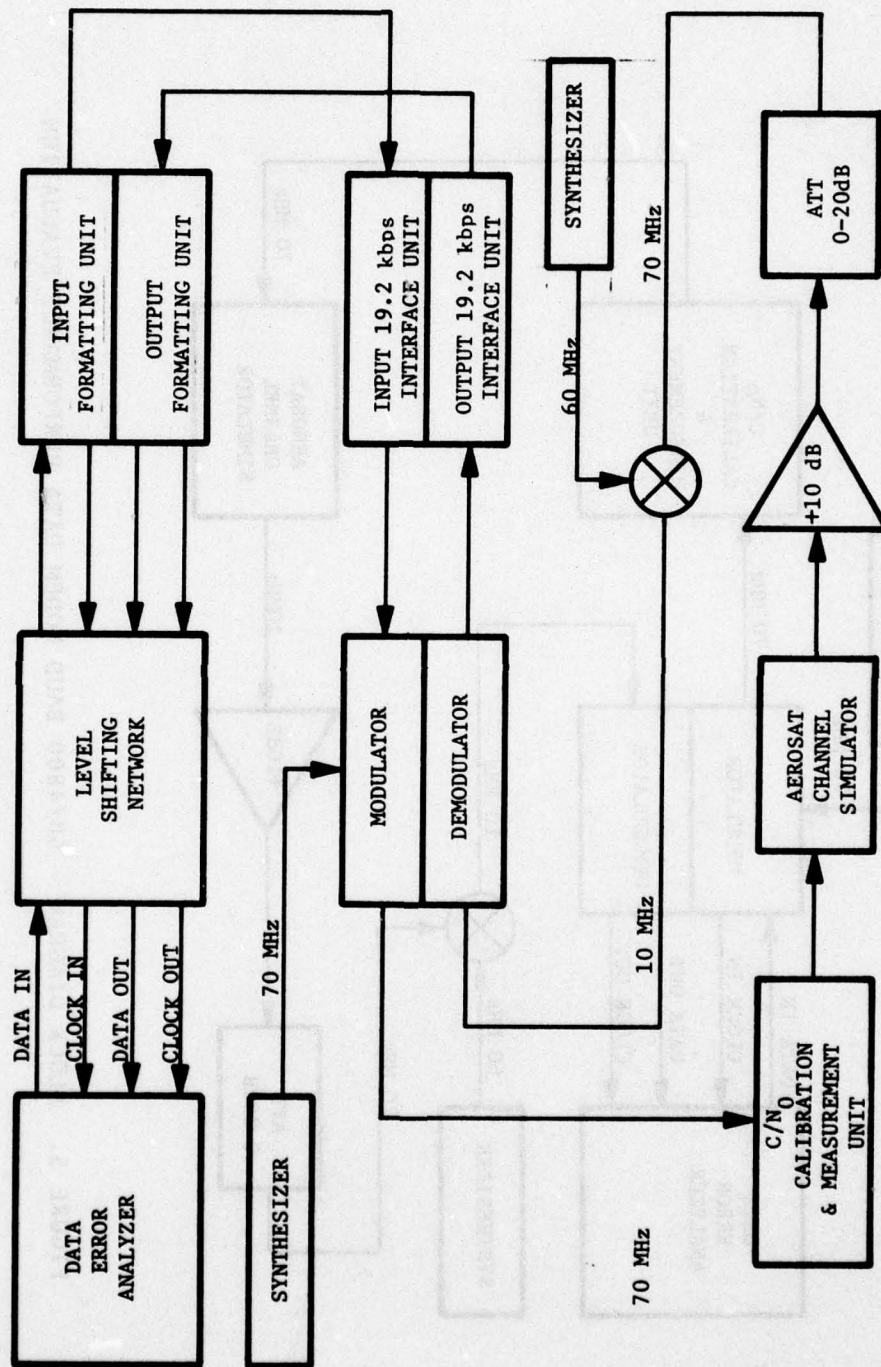 DATA
ERROR
ANALYZER
DATA IN
CLOCK IN
DATA OUT
CLOCK OUT
LEVEL
SHIFTING
NETWORK
INPUT
FORMATTING UNIT
OUTPUT
FORMATTING UNIT
SYNTHESIZER
70 MHz
MODULATOR
DEMODULATOR
INPUT 19.2 kbps
INTERFACE UNIT
OUTPUT 19.2 kbps
INTERFACE UNIT
70 MHz
10 MHz
60 MHz
SYNTHESIZER
70 MHz
C/N0
CALIBRATION
& MEASUREMENT
UNIT
AEROSAT
CHANNEL
SIMULATOR
+10 dB
ATT
0-20dB